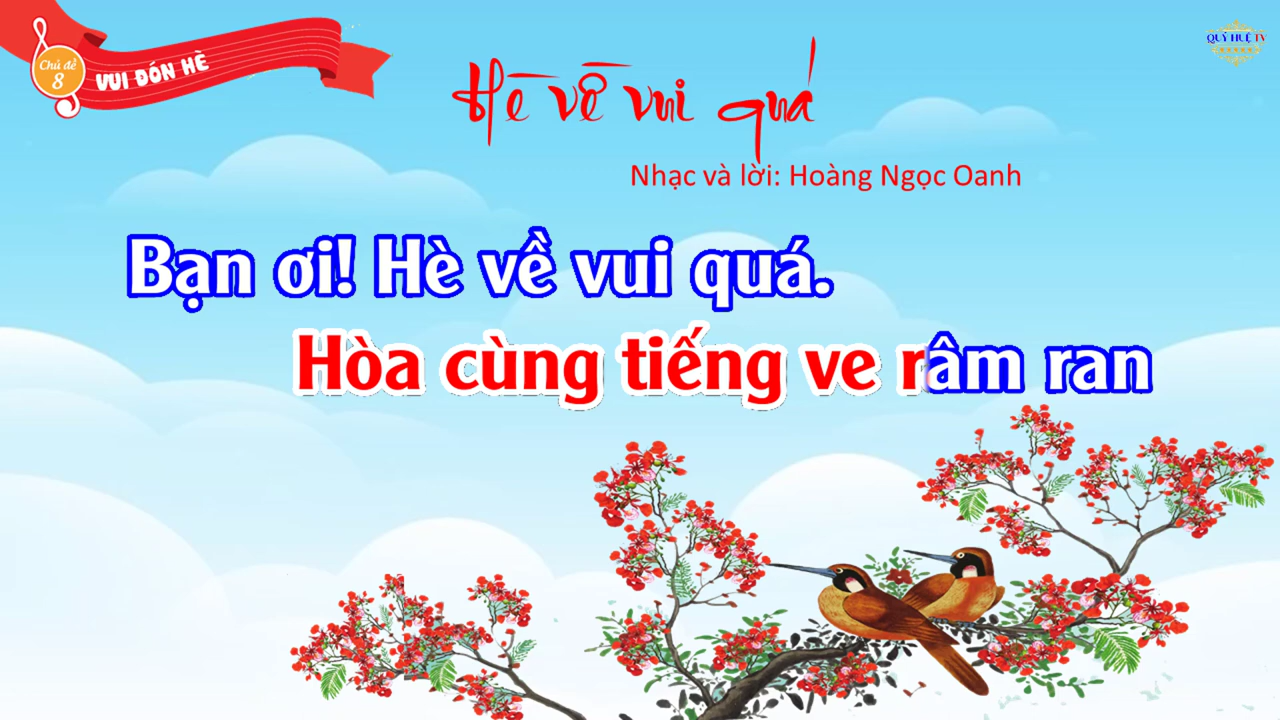 Chủ đề
8
VUI ĐÓN HÈ
QUÝ HUỆ TV
Hè về vui quá
Nhạc và lời: Hoàng Ngọc Oanh
Bạn ơi! Hè về vui quá.
Hòa cùng tiếng ve râm ran